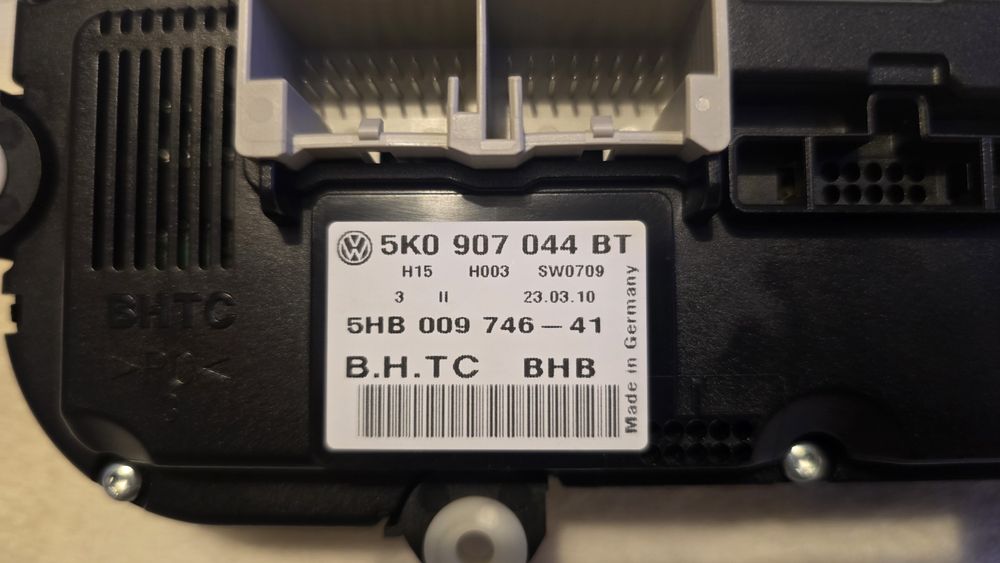 5K0 907 044 BT
H15 H003 SW0709
3 II 23.03.10
5HB 009 746-41
B.H.TC BHB
Made in Germany
BHTC
>PC<